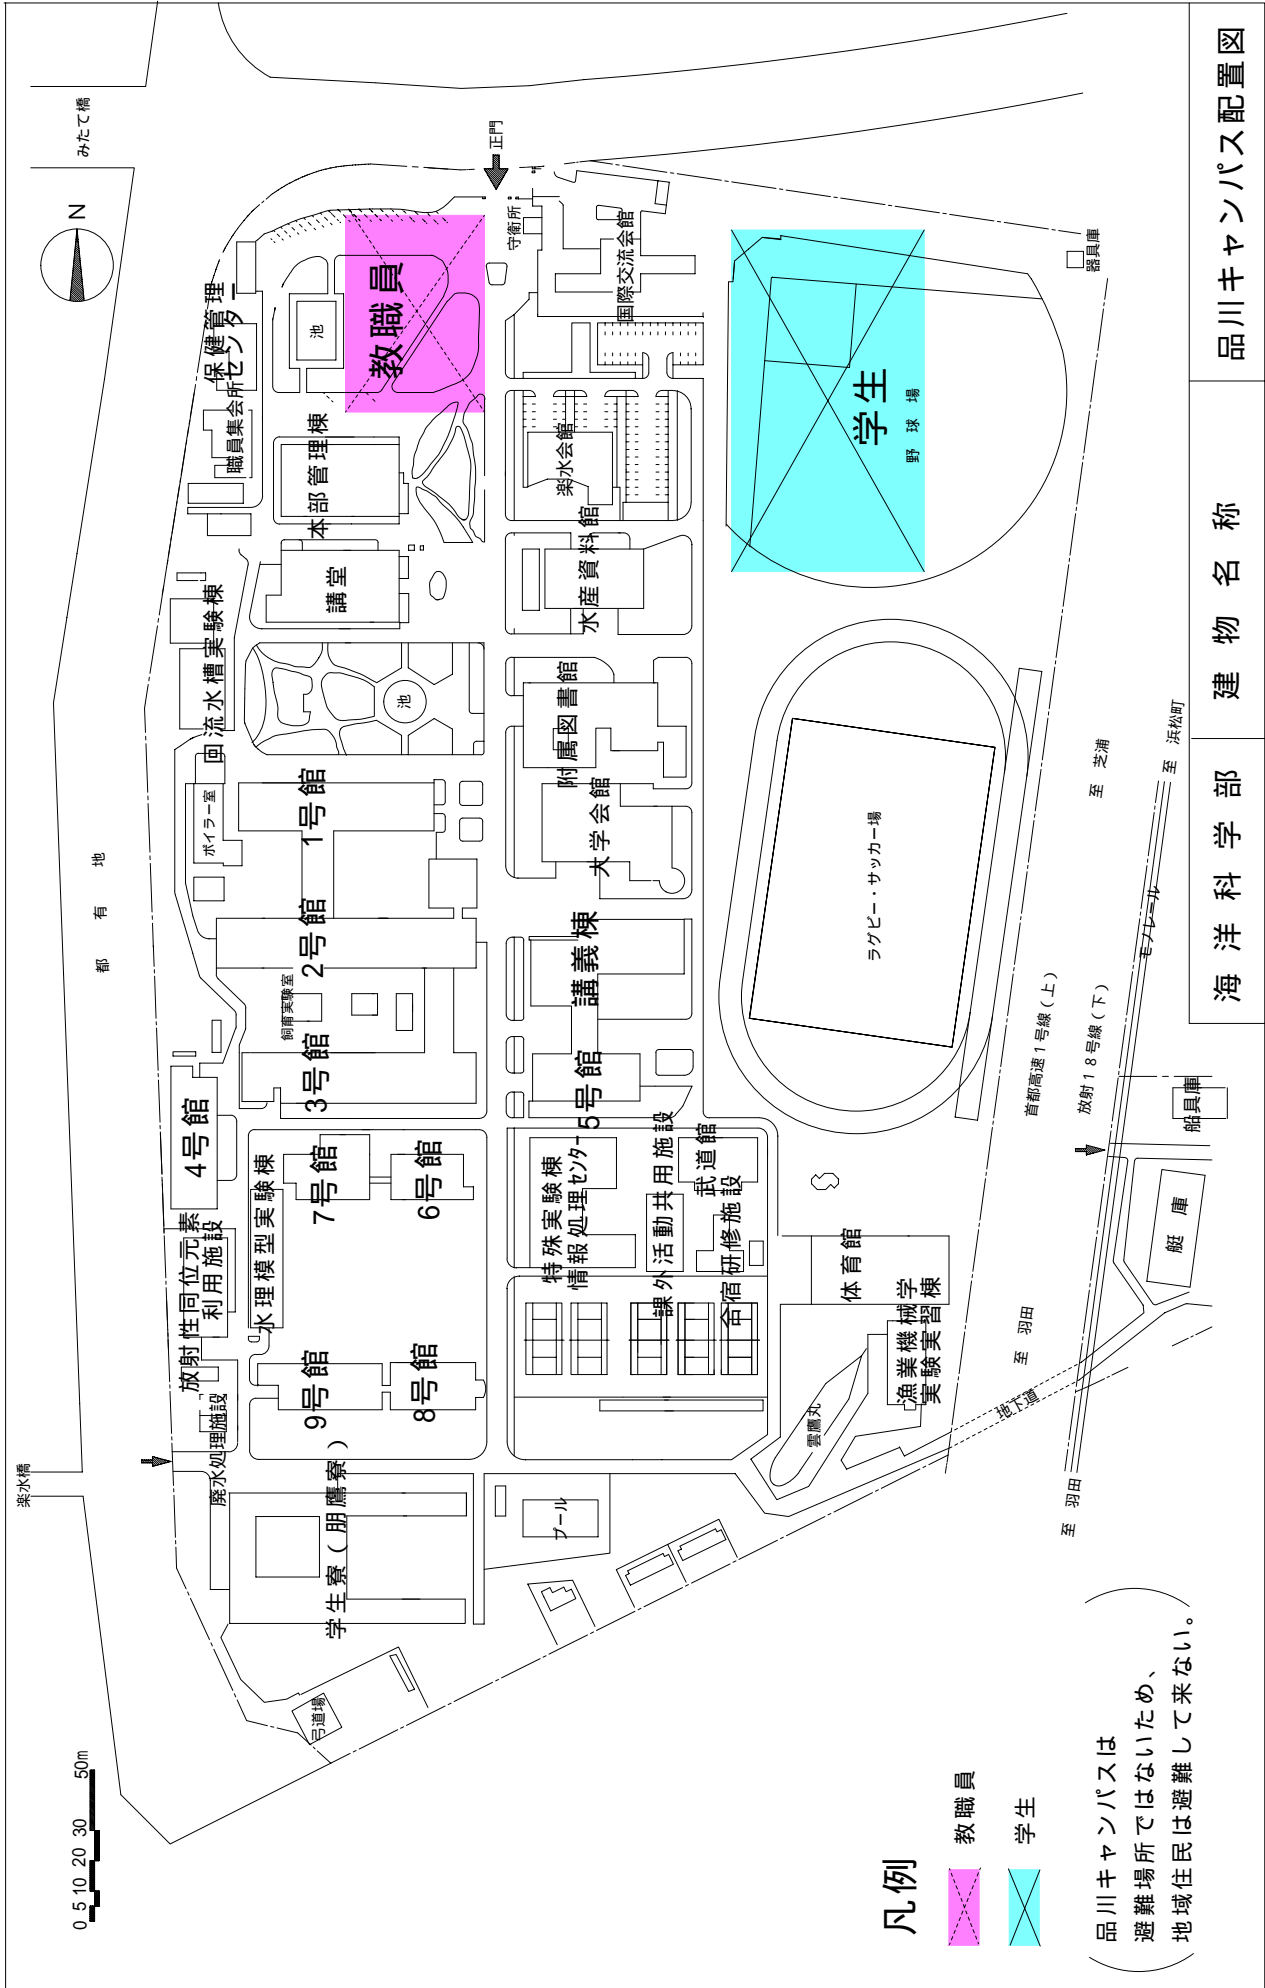 品川キャンパス配置図
建物名称
海洋科学部
みたて橋
N
正門
守衛所
国際交流会館
器具庫
教職員
池
保健管理
センター
職員集会所
本部管理棟
楽水会館
学生
野球場
講堂
水産資料館
回流水槽実験棟
池
附属図書館
ボイラー室
1号館
大学会館
ラグビー・サッカー場
都有地
2号館
講義棟
飼育実験室
3号館
5号館
4号館
7号館
6号館
水理模型実験棟
特殊実験棟
情報処理センター
課外活動共用施設
武道館
合宿研修施設
体育館
漁業機械学
実験実習棟
放射性同位元素
利用施設
9号館
8号館
廃水処理施設
雲鷹丸
地下道
楽水橋
学生寮(朋鷹寮)
プール
弓道場
首都高速1号線(上)
放射18号線(下)
至 芝浦
至 浜松町
モノレール
船具庫
艇庫
至 羽田
至 羽田
0 5 10 20 30 50m
凡例
教職員
学生
品川キャンパスは
避難場所ではないため、
地域住民は避難して来ない。